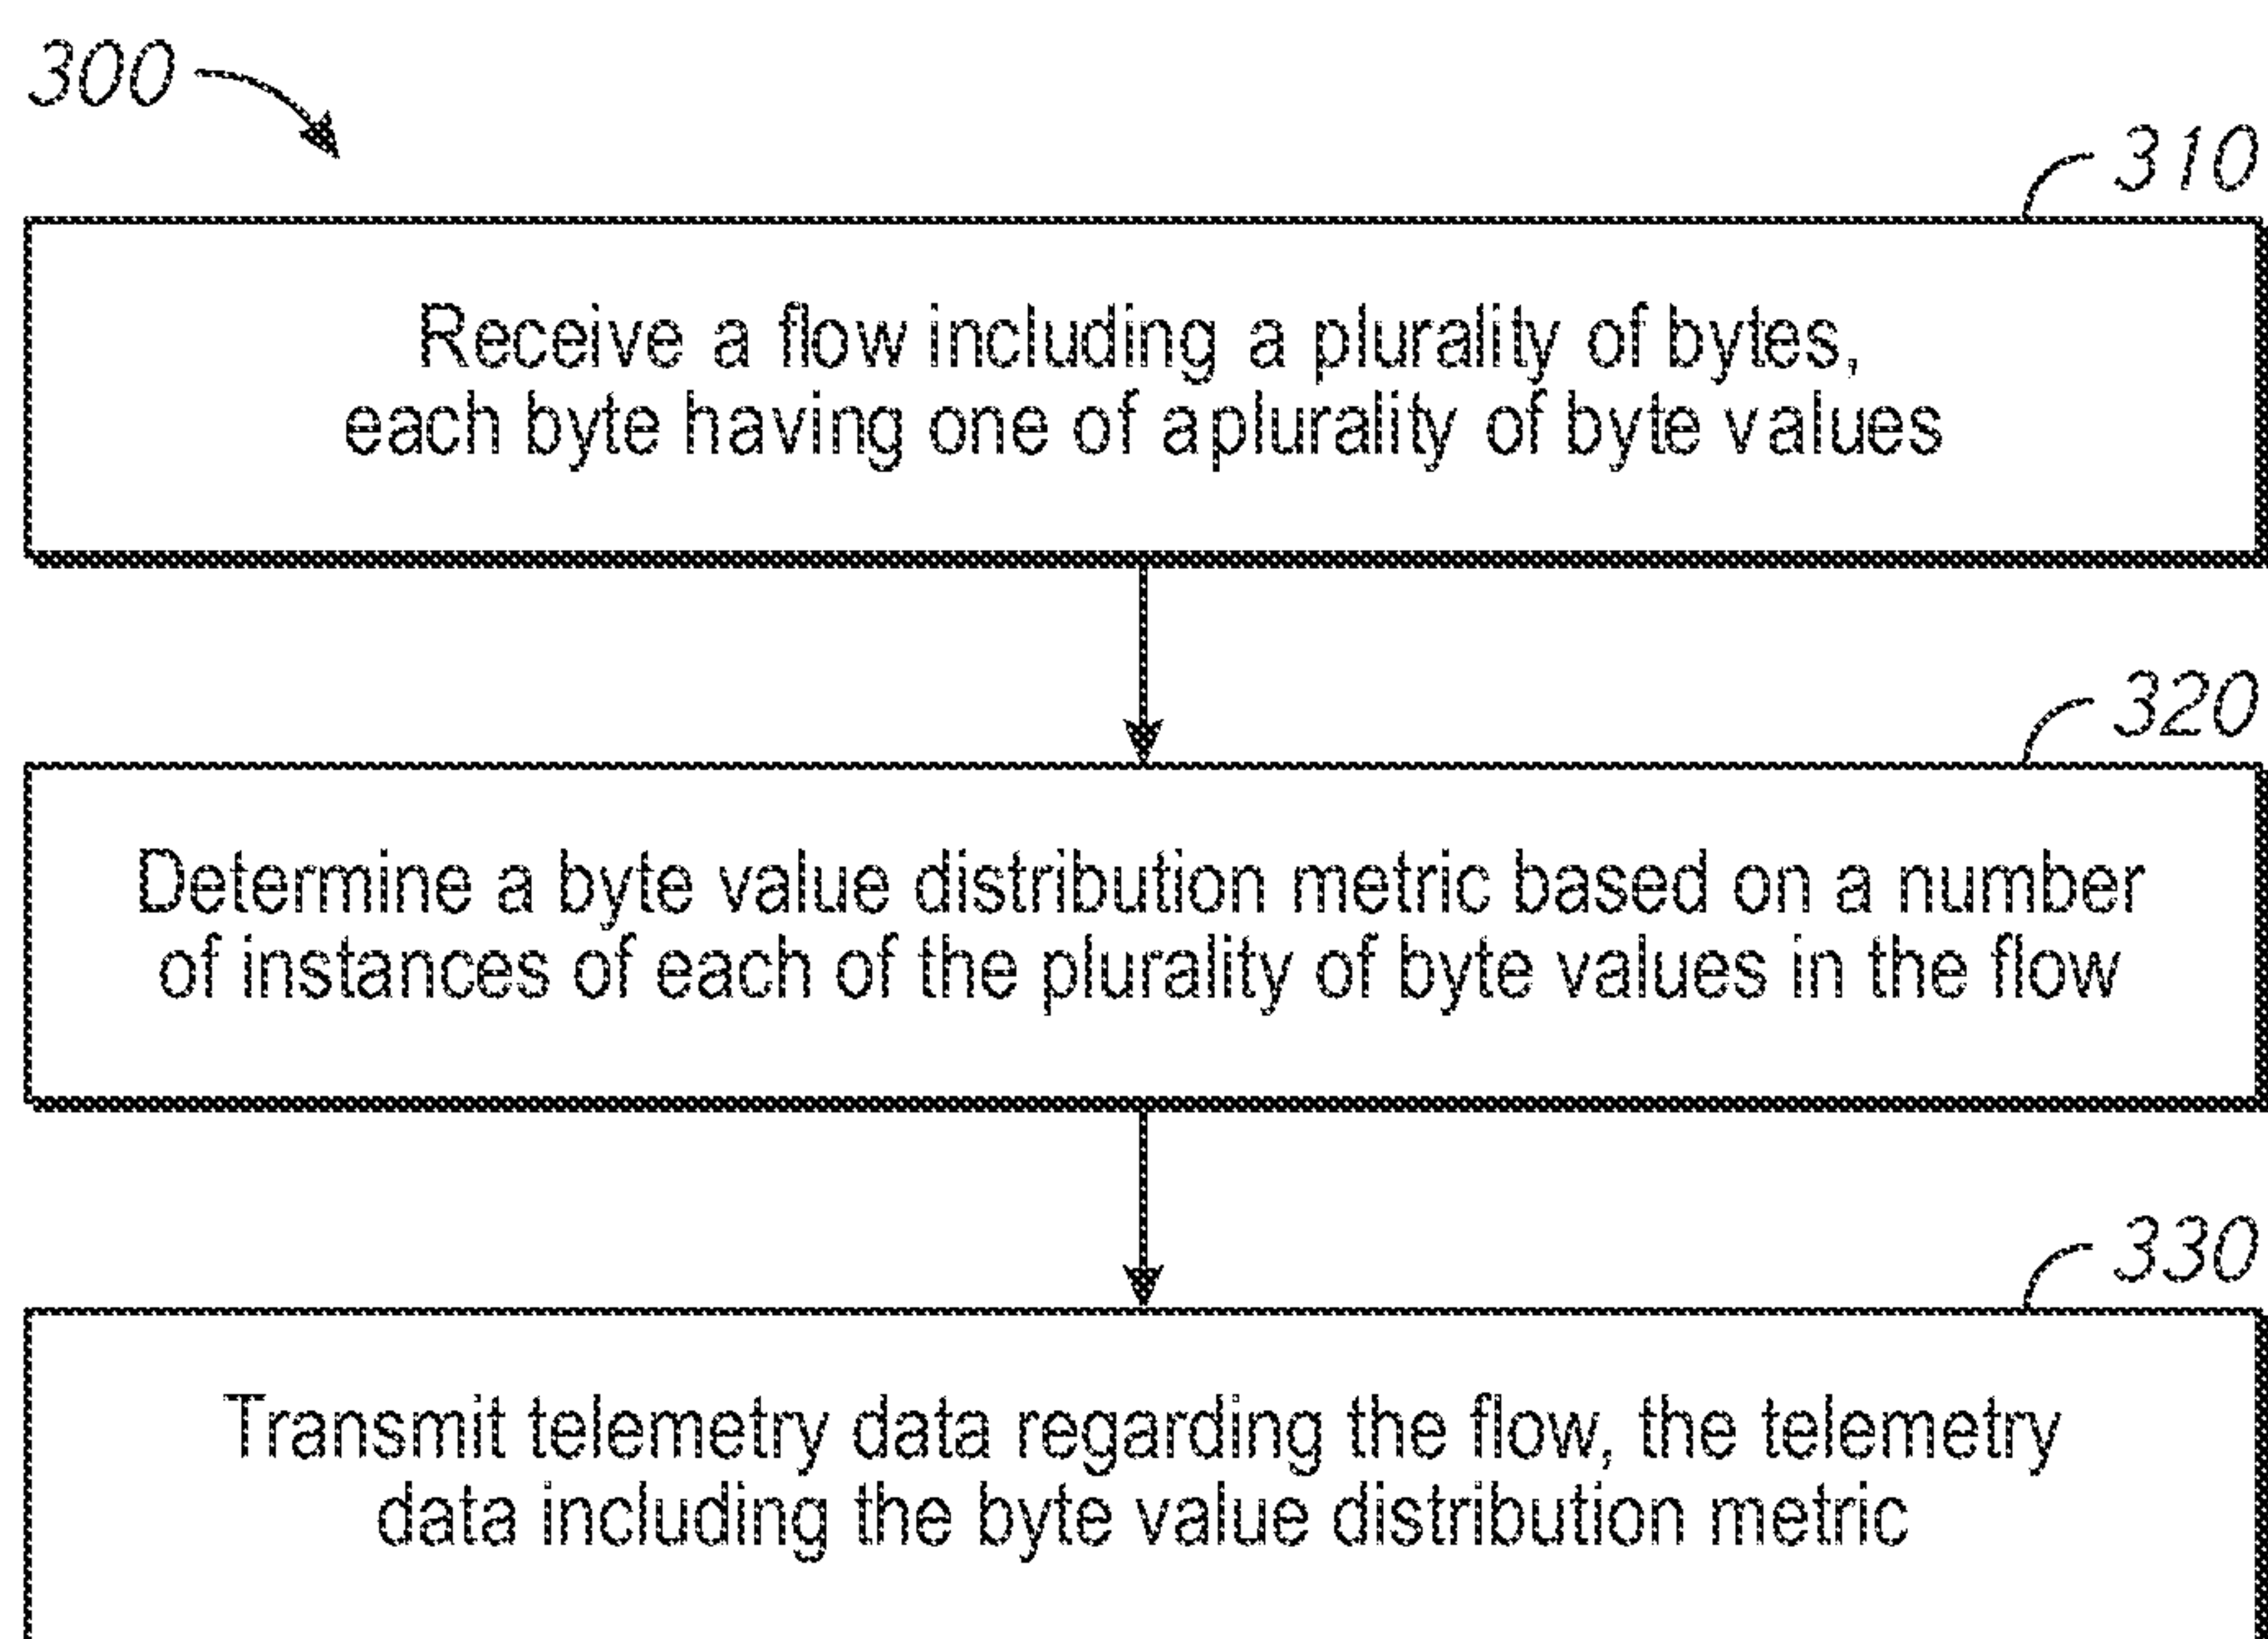 300
310
Receive a flow including a plurality of bytes,
each byte having one of aplurality of byte values
320
Determine a byte value distribution metric based on a number
of instances of each of the plurality of byte values in the flow
330
Transmit telemetry data regarding the flow, the telemetry
data including the byte value distribution metric